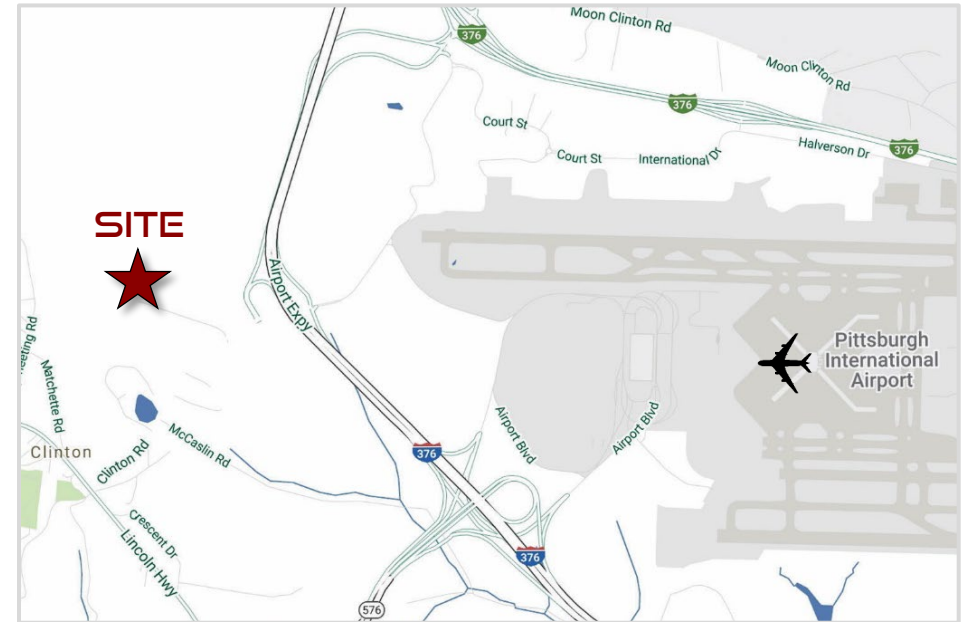 Moon Clinton Rd
376
Moon Clinton Rd
376
Court St
Court St
International Dr
Halverson Dr
376
SITE
Airport Expy
Matchette Rd
Pittsburgh
International
Airport
Airport Blvd
Airport Blvd
McCaslin Rd
Clinton
Clinton Rd
376
Crescent Dr
Lincoln Hwy
376
576